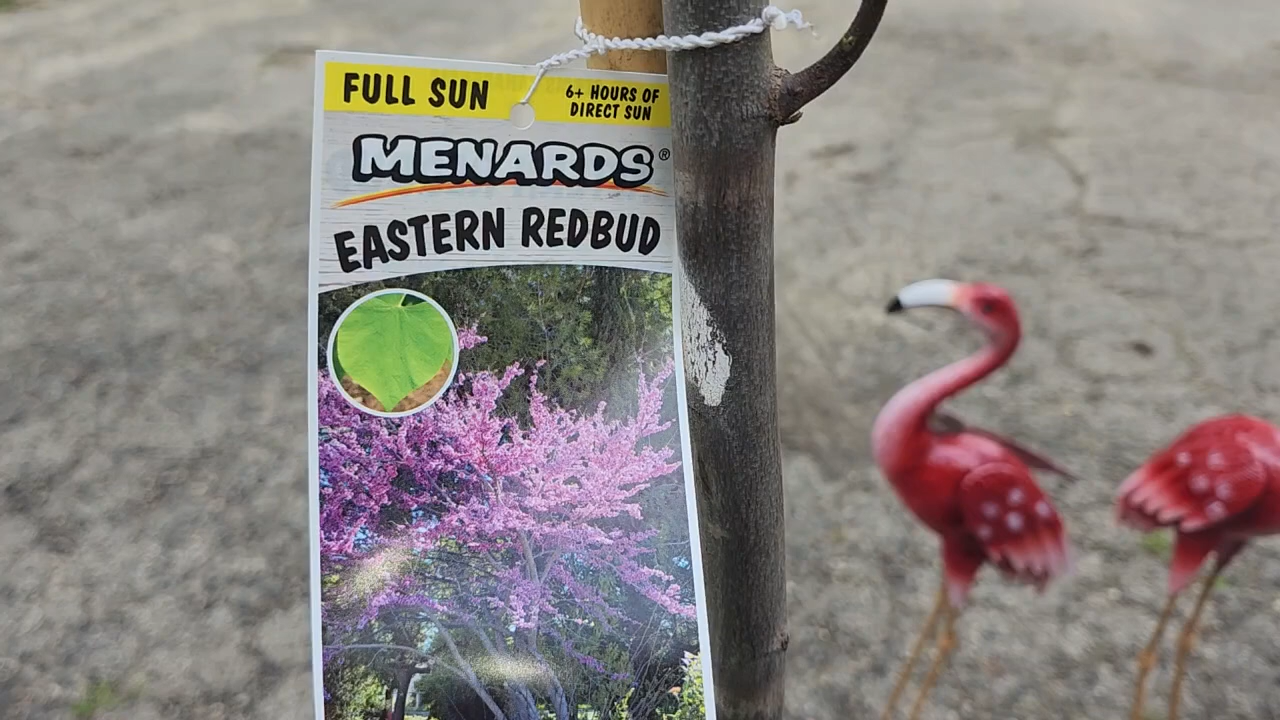 FULL SUN
6+ HOURS OF
DIRECT SUN
MENARDS®
EASTERN REDBUD